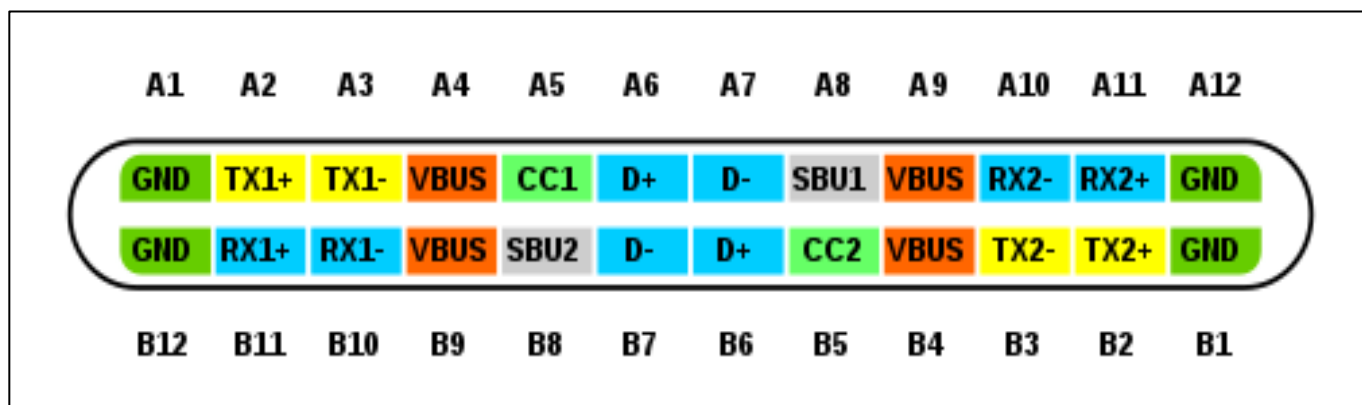 A1 A2 A3 A4 A5 A6 A7 A8 A9 A10 A11 A12
GND TX1+ TX1- VBUS CC1 D+ D- SBU1 VBUS RX2- RX2+ GND
GND RX1+ RX1- VBUS SBU2 D- D+ CC2 VBUS TX2- TX2+ GND
B12 B11 B10 B9 B8 B7 B6 B5 B4 B3 B2 B1